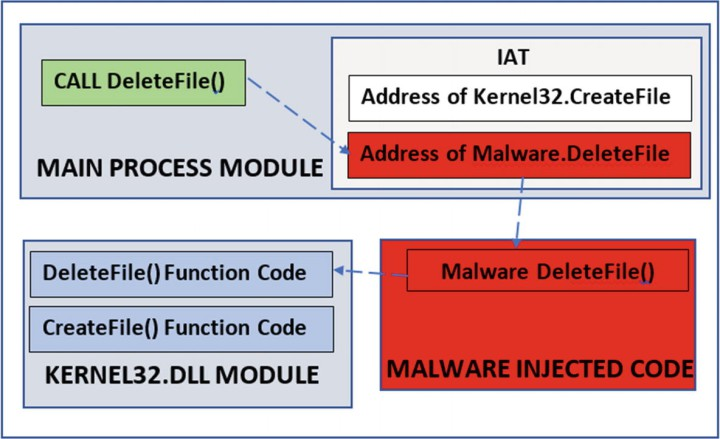 IAT
CALL DeleteFile()
Address of Kernel32.CreateFile
Address of Malware.DeleteFile
MAIN PROCESS MODULE
DeleteFile() Function Code
Malware DeleteFile()
CreateFile() Function Code
KERNEL32.DLL MODULE
MALWARE INJECTED CODE